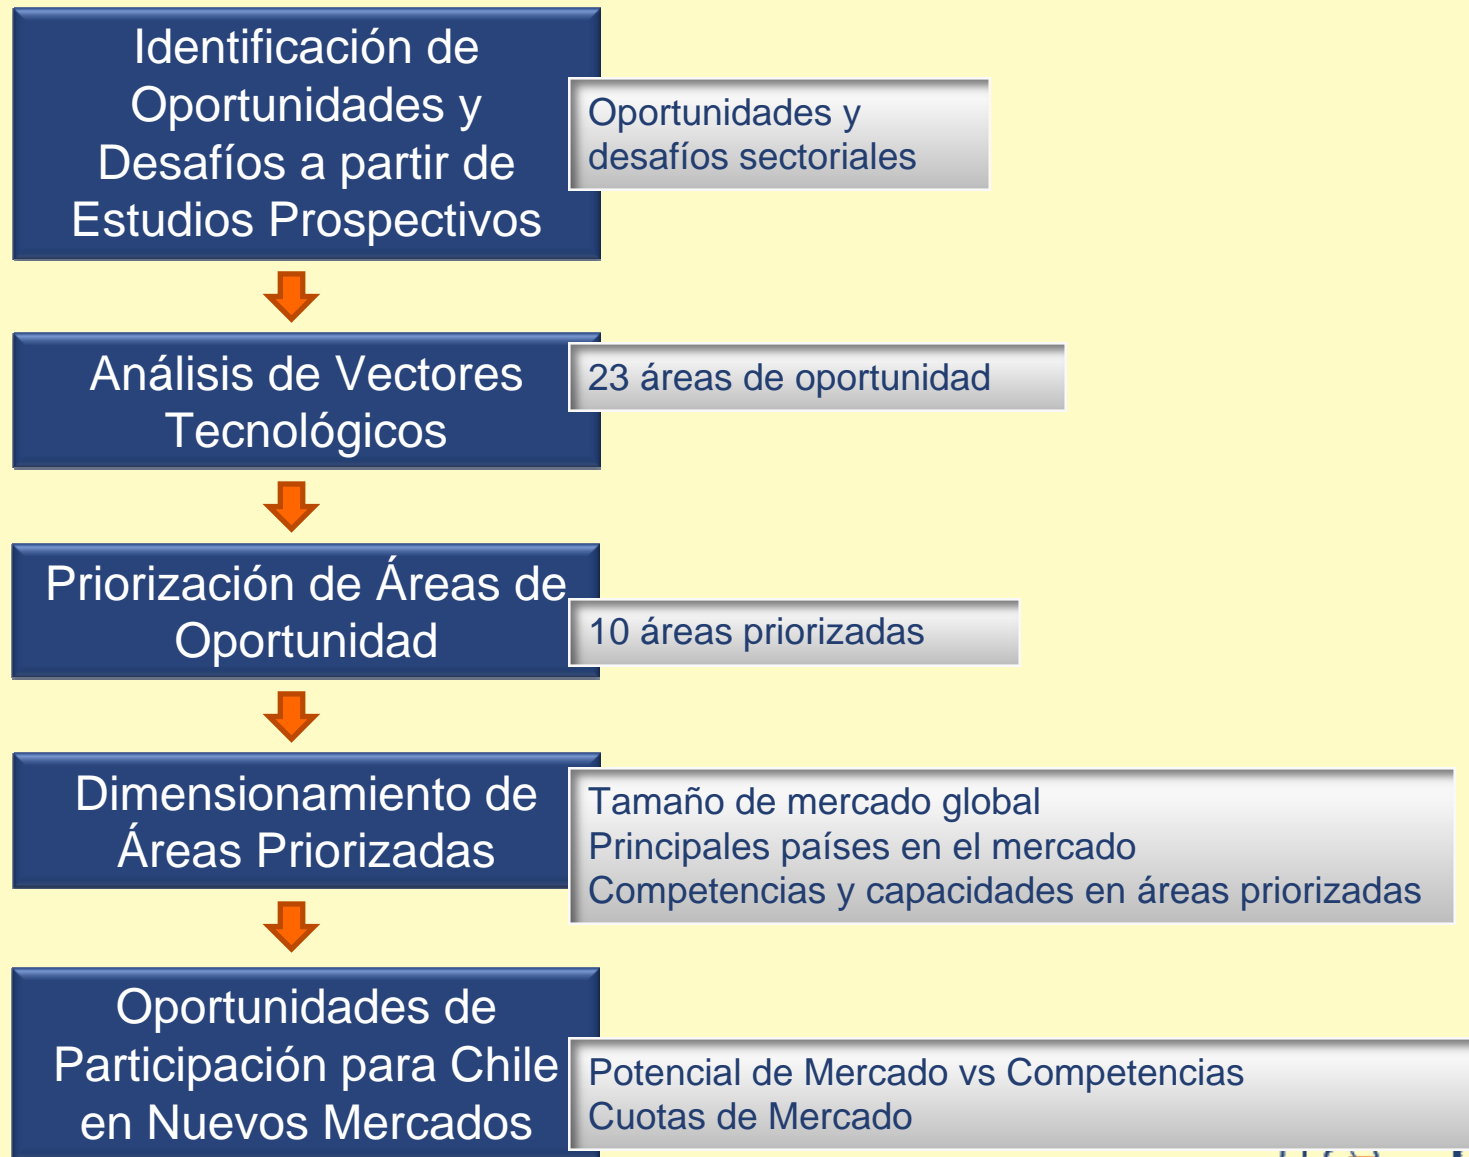 Identificación de
Oportunidades y
Desafíos a partir de
Estudios Prospectivos
Oportunidades y
desafíos sectoriales
Análisis de Vectores
Tecnológicos
23 áreas de oportunidad
Priorización de Áreas de
Oportunidad
10 áreas priorizadas
Dimensionamiento de
Áreas Priorizadas
Tamaño de mercado global
Principales países en el mercado
Competencias y capacidades en áreas priorizadas
Oportunidades de
Participación para Chile
en Nuevos Mercados
Potencial de Mercado vs Competencias
Cuotas de Mercado